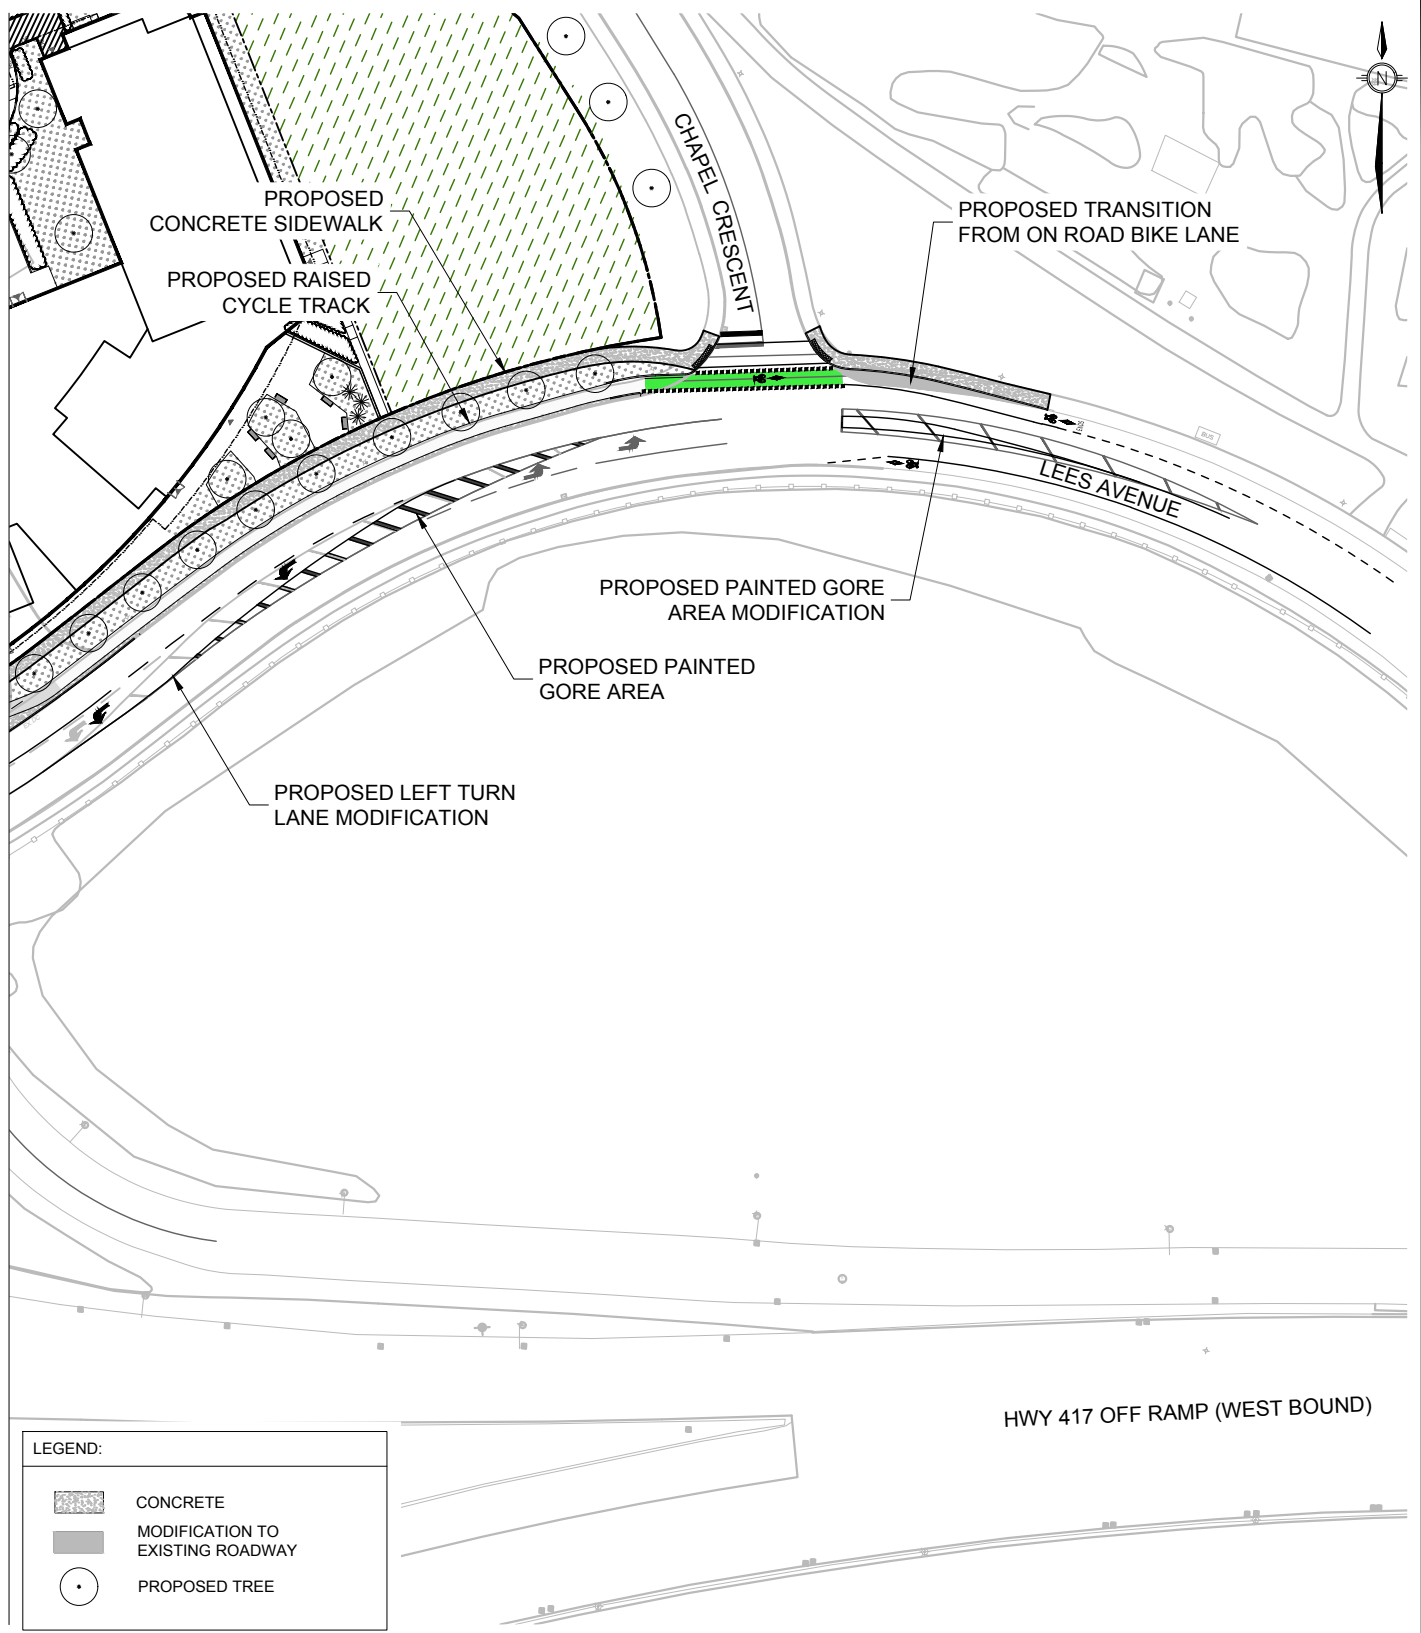 N
CHAPEL CRESCENT
PROPOSED
CONCRETE SIDEWALK
PROPOSED TRANSITION
FROM ON ROAD BIKE LANE
PROPOSED RAISED
CYCLE TRACK
BUS
LEES AVENUE
PROPOSED PAINTED GORE
AREA MODIFICATION
PROPOSED PAINTED
GORE AREA
PROPOSED LEFT TURN
LANE MODIFICATION
HWY 417 OFF RAMP (WEST BOUND)
LEGEND:
CONCRETE
MODIFICATION TO
EXISTING ROADWAY
PROPOSED TREE